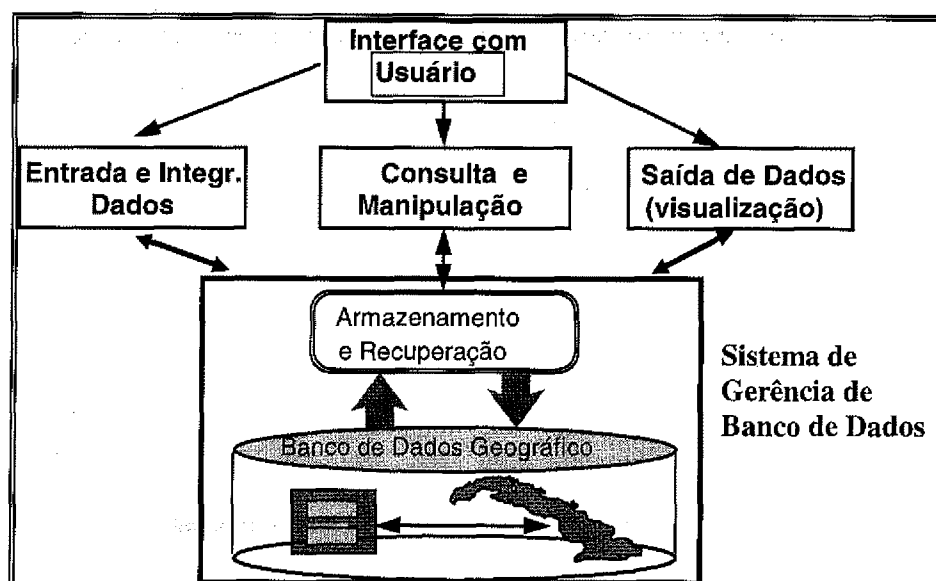 Interface com
Usuário
Entrada e Integr.
Dados
Consulta e
Manipulação
Saída de Dados
(visualização)
Armazenamento
e Recuperação
Sistema de
Gerência de
Banco de Dados
Banco de Dados Geográfico